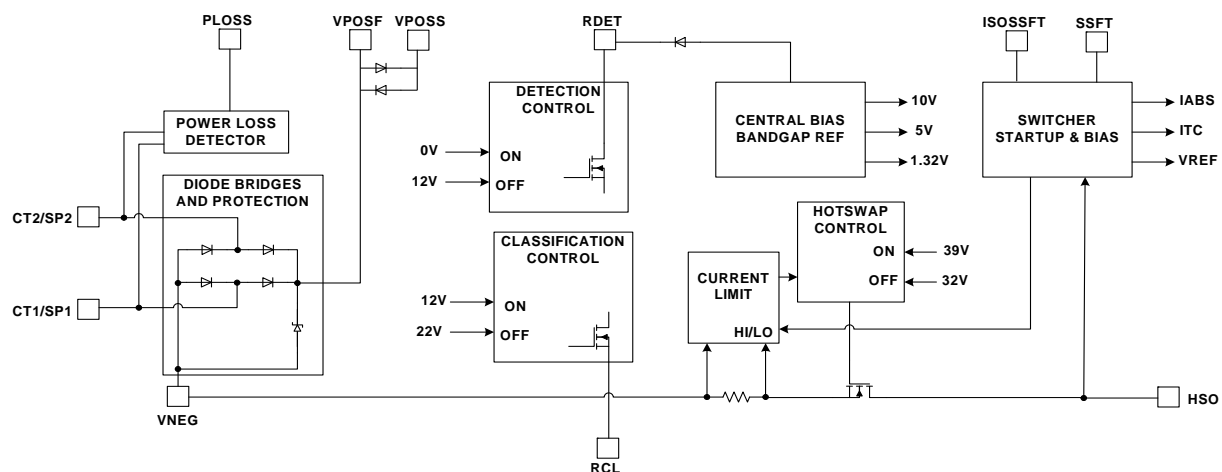 PLOSS
VPOSF
VPOSS
RDET
ISOSSFT
SSFT
POWER LOSS
DETECTOR
DETECTION
CONTROL
0V
ON
12V
OFF
CENTRAL BIAS
BANDGAP REF
10V
5V
1.32V
SWITCHER
STARTUP & BIAS
IABS
ITC
VREF
DIODE BRIDGES
AND PROTECTION
CT2/SP2
CT1/SP1
CLASSIFICATION
CONTROL
12V
ON
22V
OFF
CURRENT
LIMIT
HI/LO
HOTSWAP
CONTROL
ON
39V
OFF
32V
VNEG
HSO
RCL